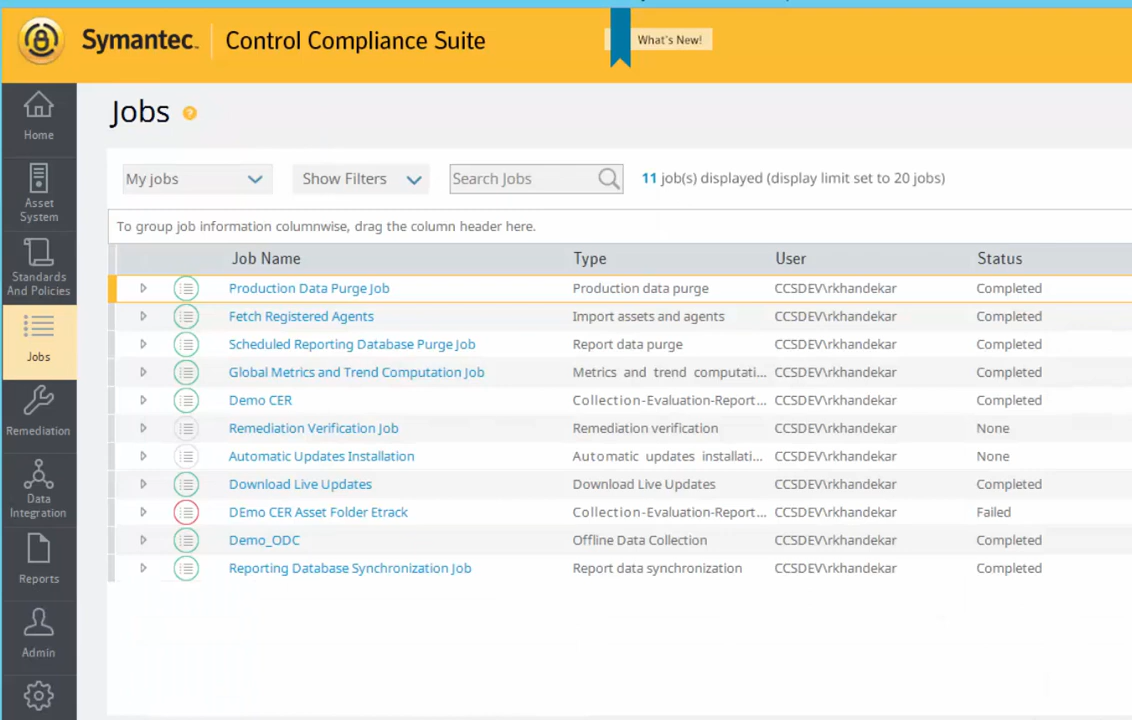 Symantec. Control Compliance Suite
What's New!
Home
Asset
System
Standards
And Policies
Jobs
Remediation
Data
Integration
Reports
Admin
Jobs ?
My jobs Show Filters Search Jobs 11 job(s) displayed (display limit set to 20 jobs)
To group job information columnwise, drag the column header here.
Job Name Type User Status
Production Data Purge Job Production data purge CCSDEV\rkhandekar Completed
Fetch Registered Agents Import assets and agents CCSDEV\rkhandekar Completed
Scheduled Reporting Database Purge Job Report data purge CCSDEV\rkhandekar Completed
Global Metrics and Trend Computation Job Metrics and trend computati... CCSDEV\rkhandekar Completed
Demo CER Collection-Evaluation-Report... CCSDEV\rkhandekar Completed
Remediation Verification Job Remediation verification CCSDEV\rkhandekar None
Automatic Updates Installation Automatic updates installati... CCSDEV\rkhandekar None
Download Live Updates Download Live Updates CCSDEV\rkhandekar Completed
DEmo CER Asset Folder Etrack Collection-Evaluation-Report... CCSDEV\rkhandekar Failed
Demo_ODC Offline Data Collection CCSDEV\rkhandekar Completed
Reporting Database Synchronization Job Report data synchronization CCSDEV\rkhandekar Completed